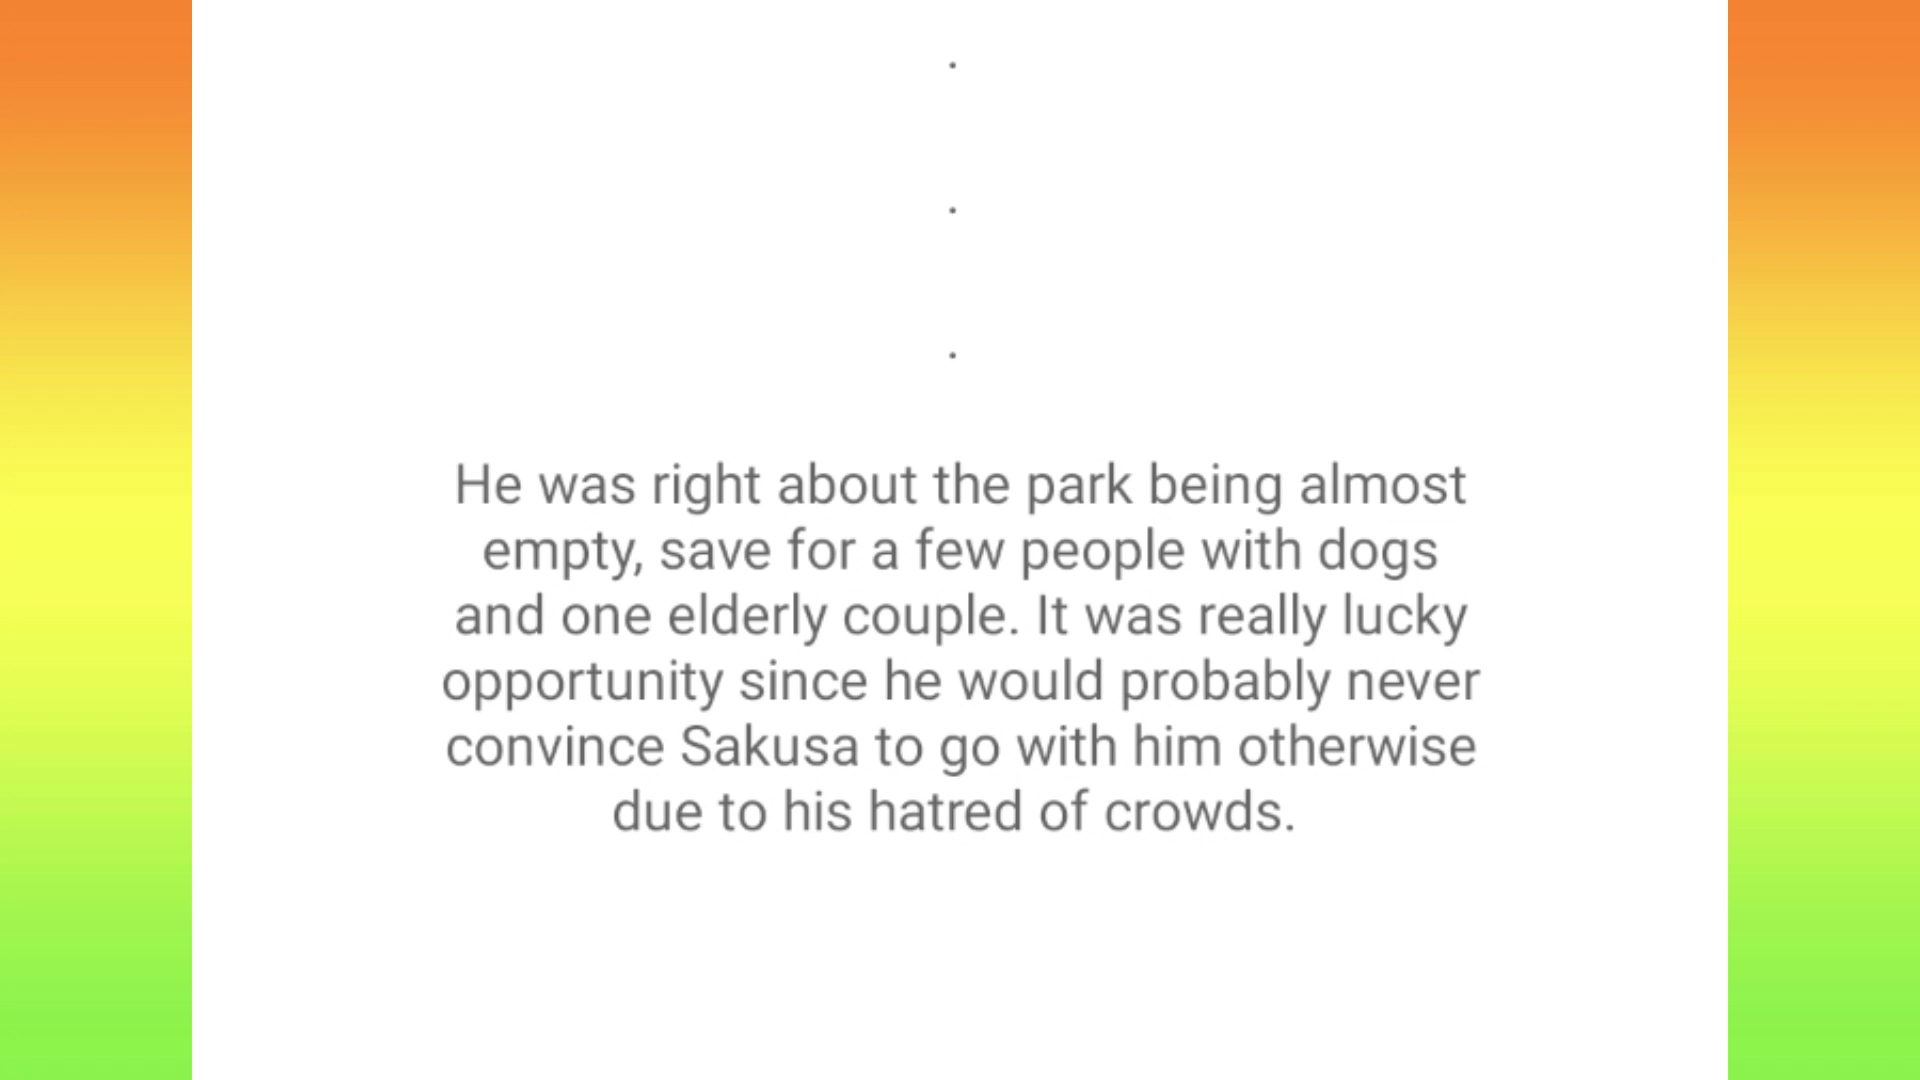 .
.
.
He was right about the park being almost
empty, save for a few people with dogs
and one elderly couple. It was really lucky
opportunity since he would probably never
convince Sakusa to go with him otherwise
due to his hatred of crowds.